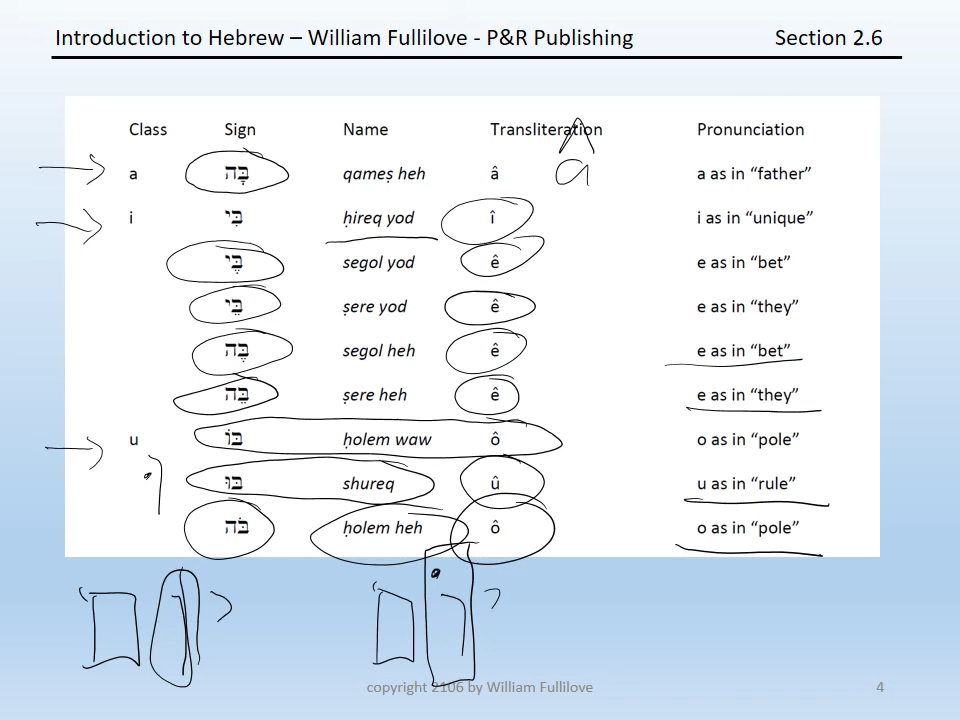 Introduction to Hebrew – William Fullilove - P&R Publishing Section 2.6
Class Sign Name Transliteration Pronunciation
a בָּה qameṣ heh â a as in “father”
a
i בִּי ḥireq yod î i as in “unique”
בֶּי segol yod ê e as in “bet”
בֵּי ṣere yod ê e as in “they”
בֶּה segol heh ê e as in “bet”
בֵּה ṣere heh ê e as in “they”
u בּוֹ ḥolem waw ô o as in “pole”
בּוּ shureq û u as in “rule”
בֹּה ḥolem heh ô o as in “pole”
copyright 2106 by William Fullilove 4